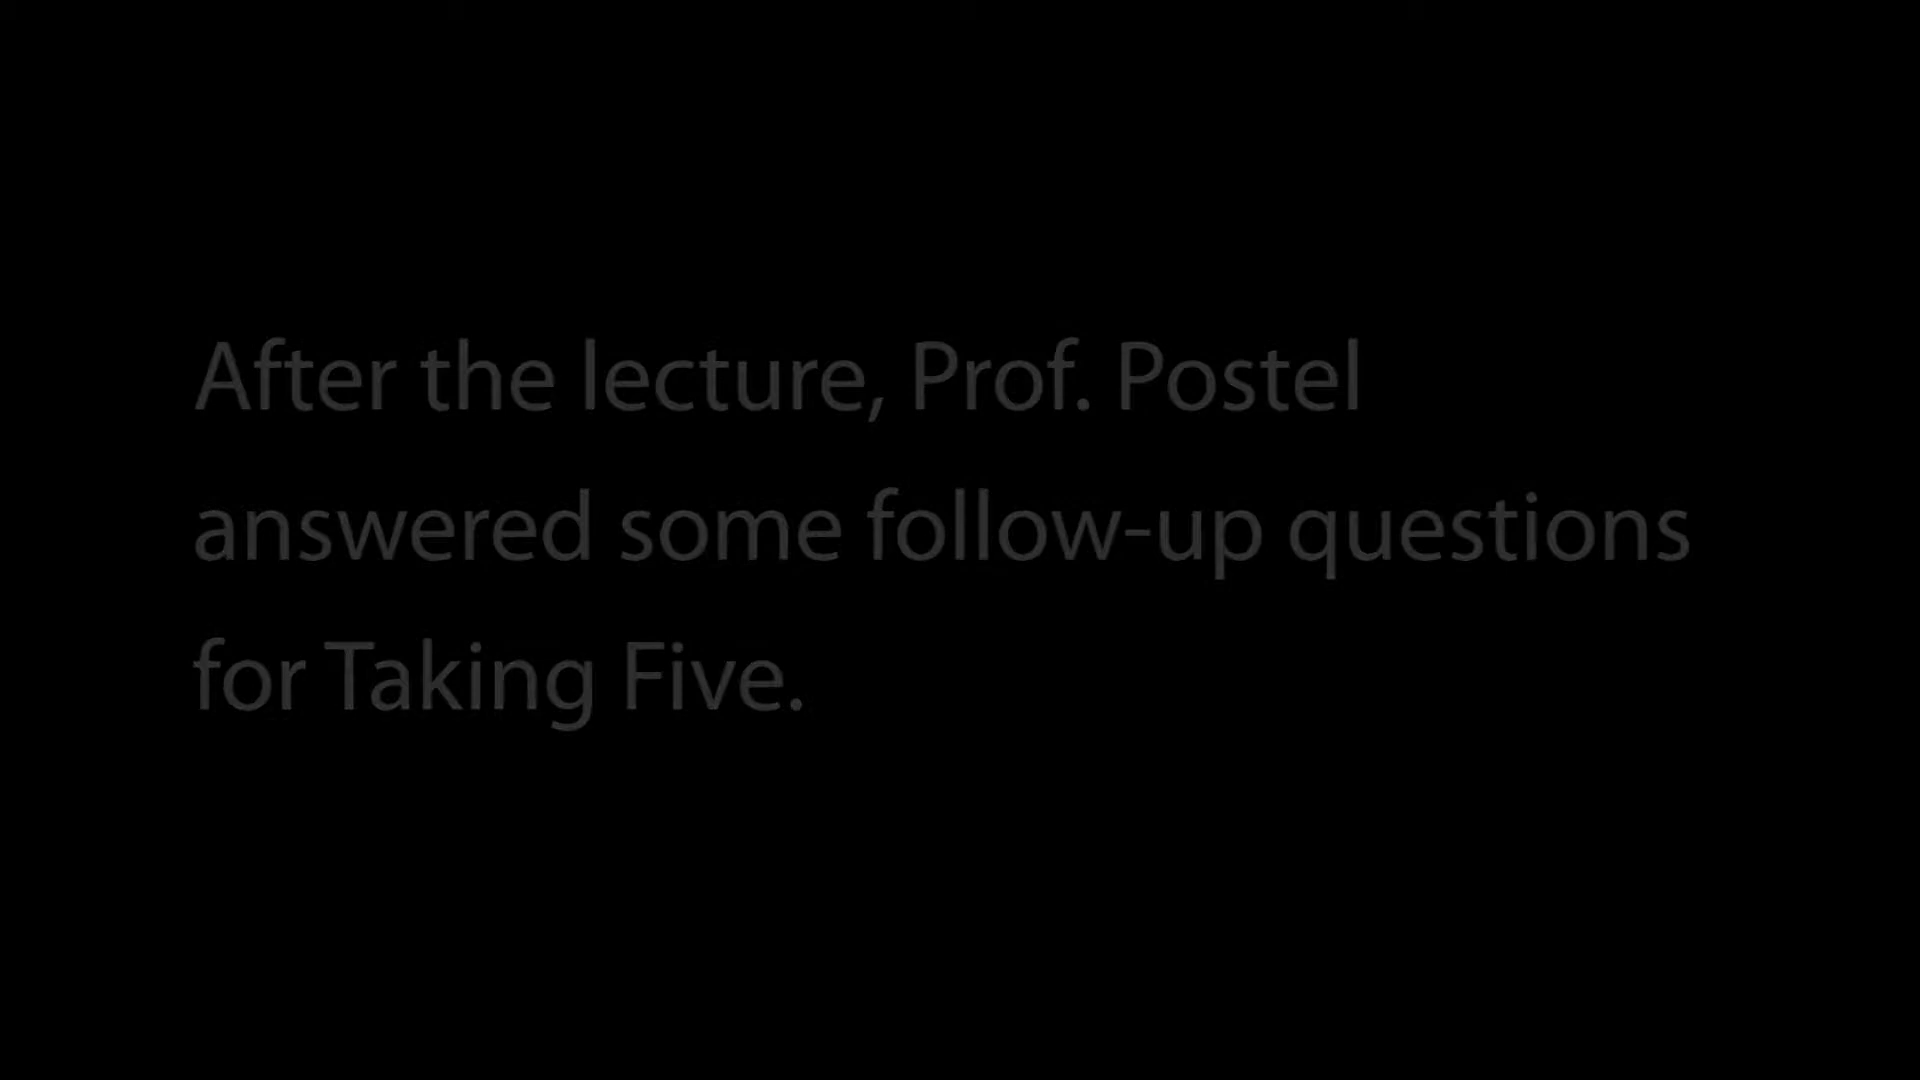 After the lecture, Prof. Postel
answered some follow-up questions
for Taking Five.